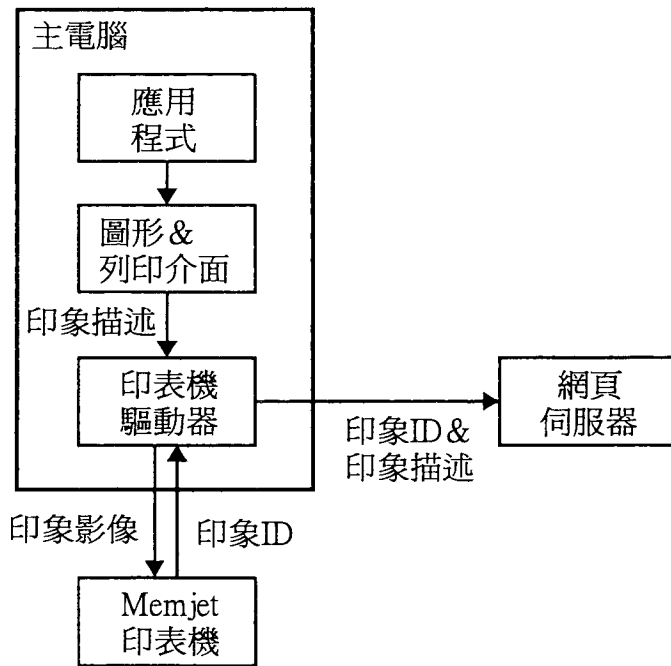 主電腦
應用
程式
圖形&
列印介面
印象描述
印表機
驅動器
網頁
伺服器
印象ID&
印象描述
印象影像
印象ID
Memjet
印表機